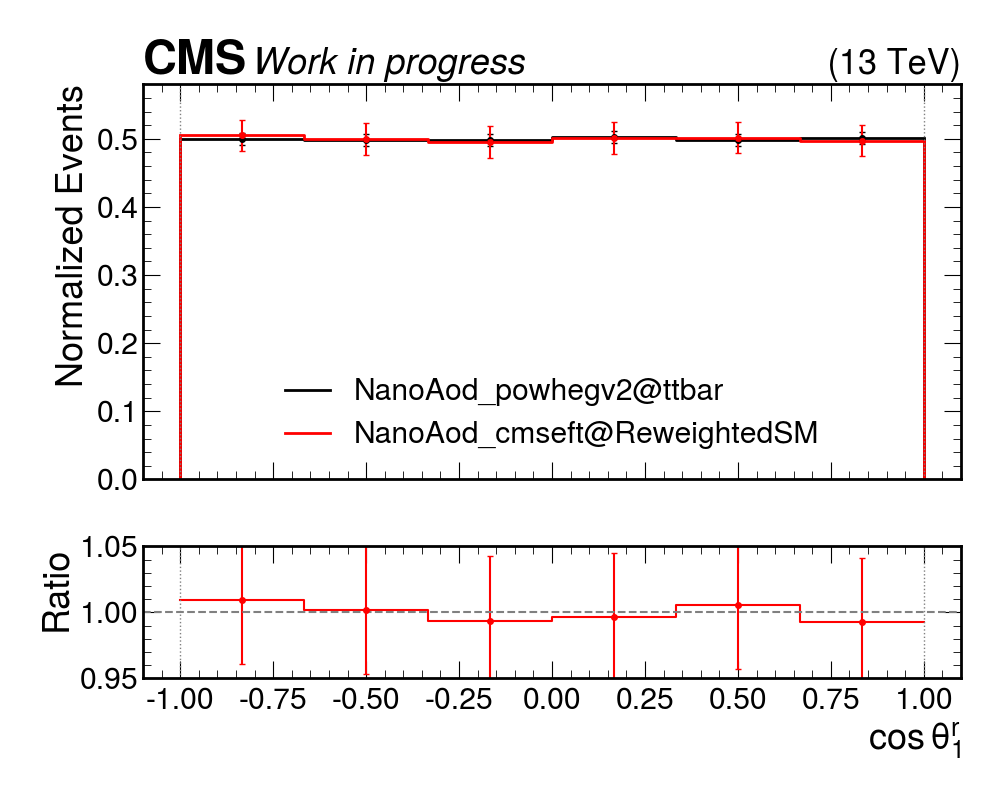 CMS Work in progress (13 TeV)
Normalized Events
0.5
0.4
0.3
0.2
0.1
0.0
NanoAod_powhegv2@ttbar
NanoAod_cmseft@ReweightedSM
Ratio
1.05
1.00
0.95
-1.00 -0.75 -0.50 -0.25 0.00 0.25 0.50 0.75 1.00
cos θ₁ʳ